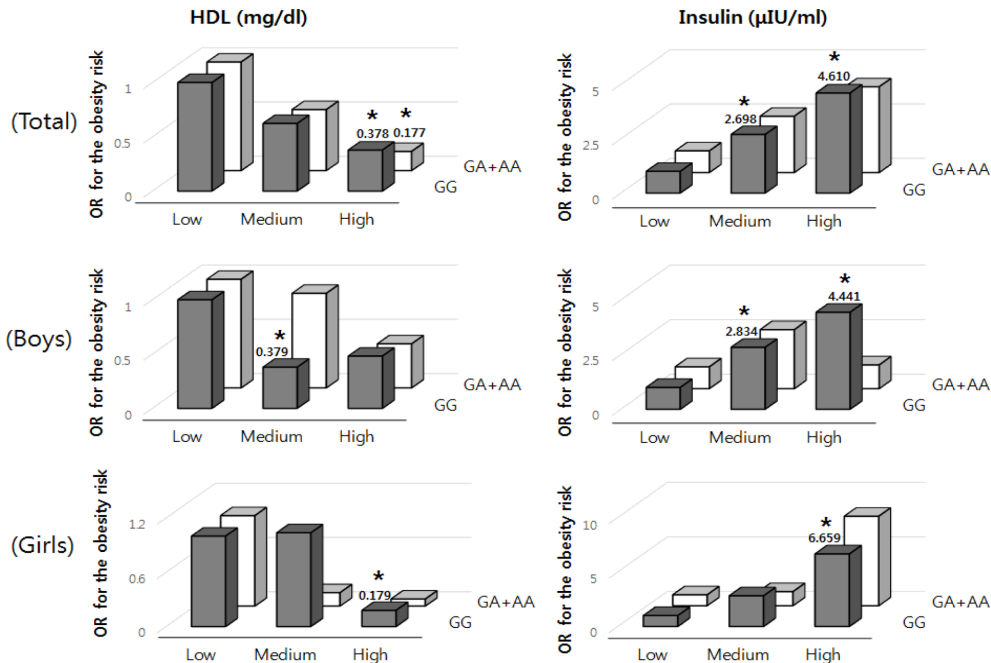 HDL (mg/dl)
Insulin (µIU/ml)
(Total)
OR for the obesity risk
1
0.5
0
*
0.378
*
0.177
GA+AA
GG
Low Medium High
OR for the obesity risk
5
2.5
0
*
2.698
*
4.610
GA+AA
GG
Low Medium High
(Boys)
OR for the obesity risk
1
0.5
0
*
0.379
GA+AA
GG
Low Medium High
OR for the obesity risk
5
2.5
0
*
2.834
*
4.441
GA+AA
GG
Low Medium High
(Girls)
OR for the obesity risk
1.2
0.6
0
*
0.179
GA+AA
GG
Low Medium High
OR for the obesity risk
10
5
0
*
6.659
GA+AA
GG
Low Medium High